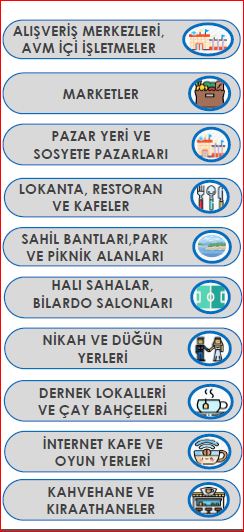 ALIŞVERİŞ MERKEZLERİ,
AVM İÇİ İŞLETMELER
MARKETLER
PAZAR YERİ VE
SOSYETE PAZARLARI
LOKANTA, RESTORAN
VE KAFELER
SAHİL BANTLARI,PARK
VE PİKNİK ALANLARI
HALI SAHALAR,
BİLARDO SALONLARI
NİKAH VE DÜĞÜN
YERLERİ
DERNEK LOKALLERİ
VE ÇAY BAHÇELERİ
İNTERNET KAFE VE
OYUN YERLERİ
KAHVEHANE VE
KIRAATHANELER